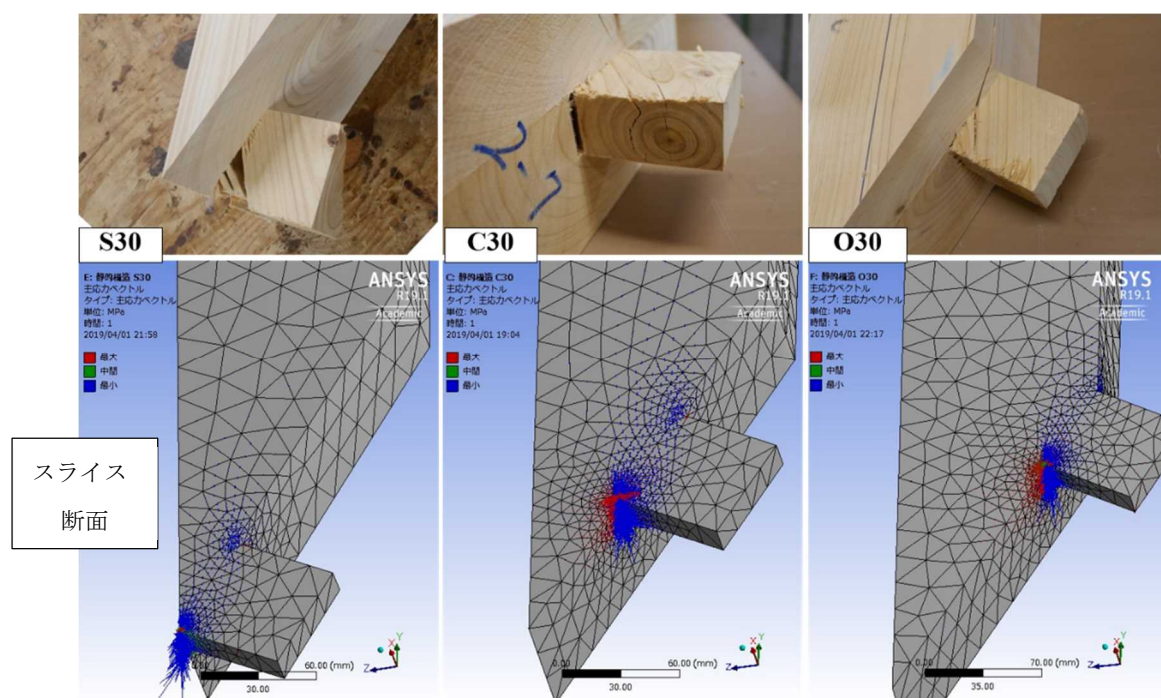 S30
C30
O30
スライス
断面
E: 静的構造 S30
主応力ベクトル
タイプ: 主応力ベクトル
単位: MPa
時間: 1
2019/04/01 21:58
最大
中間
最小
ANSYS
R19.1
Academic
0.00
60.00 (mm)
30.00
X
Y
Z
C: 静的構造 C30
主応力ベクトル
タイプ: 主応力ベクトル
単位: MPa
時間: 1
2019/04/01 19:04
最大
中間
最小
ANSYS
R19.1
Academic
0.00
60.00 (mm)
30.00
X
Y
Z
F: 静的構造 O30
主応力ベクトル
タイプ: 主応力ベクトル
単位: MPa
時間: 1
2019/04/01 22:17
最大
中間
最小
ANSYS
R19.1
Academic
0.00
70.00 (mm)
35.00
X
Y
Z